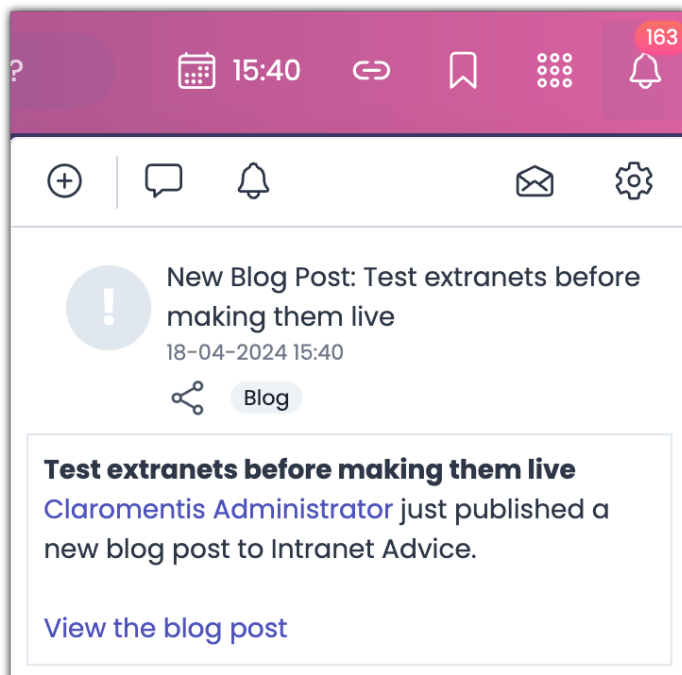 ?
15:40
163
New Blog Post: Test extranets before
making them live
18-04-2024 15:40
Blog
Test extranets before making them live
Claromentis Administrator just published a
new blog post to Intranet Advice.
View the blog post